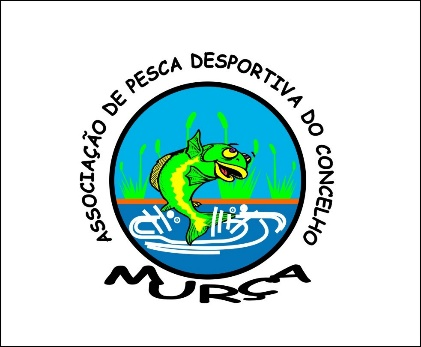 ASSOCIAÇÃO DE PESCA DESPORTIVA DO CONCELHO
MURÇA